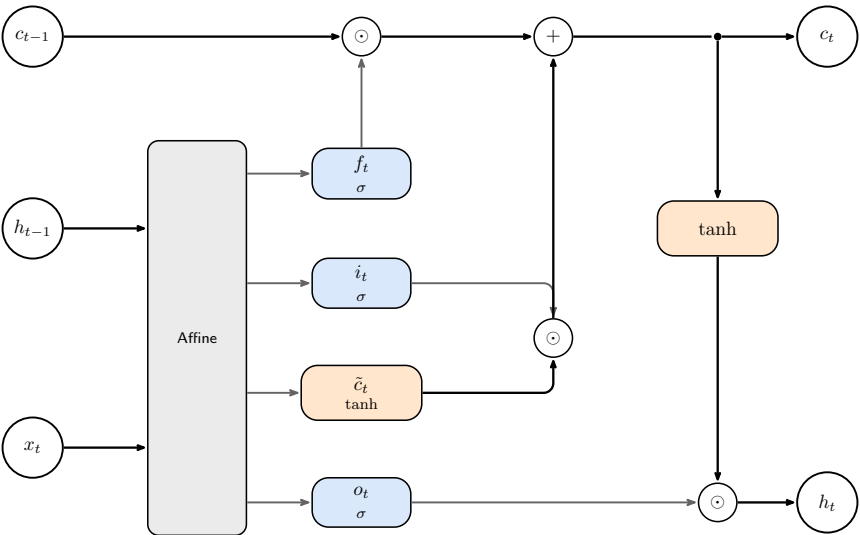 c_{t−1}
⊙
+
c_t
f_t
σ
h_{t−1}
tanh
i_t
σ
Affine
⊙
c̃_t
tanh
x_t
o_t
σ
⊙
h_t